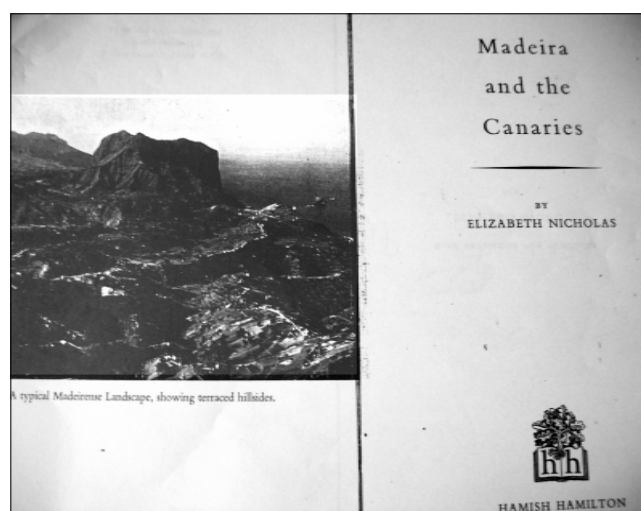 A typical Madeirense Landscape, showing terraced hillsides.
Madeira
and the
Canaries
BY
ELIZABETH NICHOLAS
hh
HAMISH HAMILTON